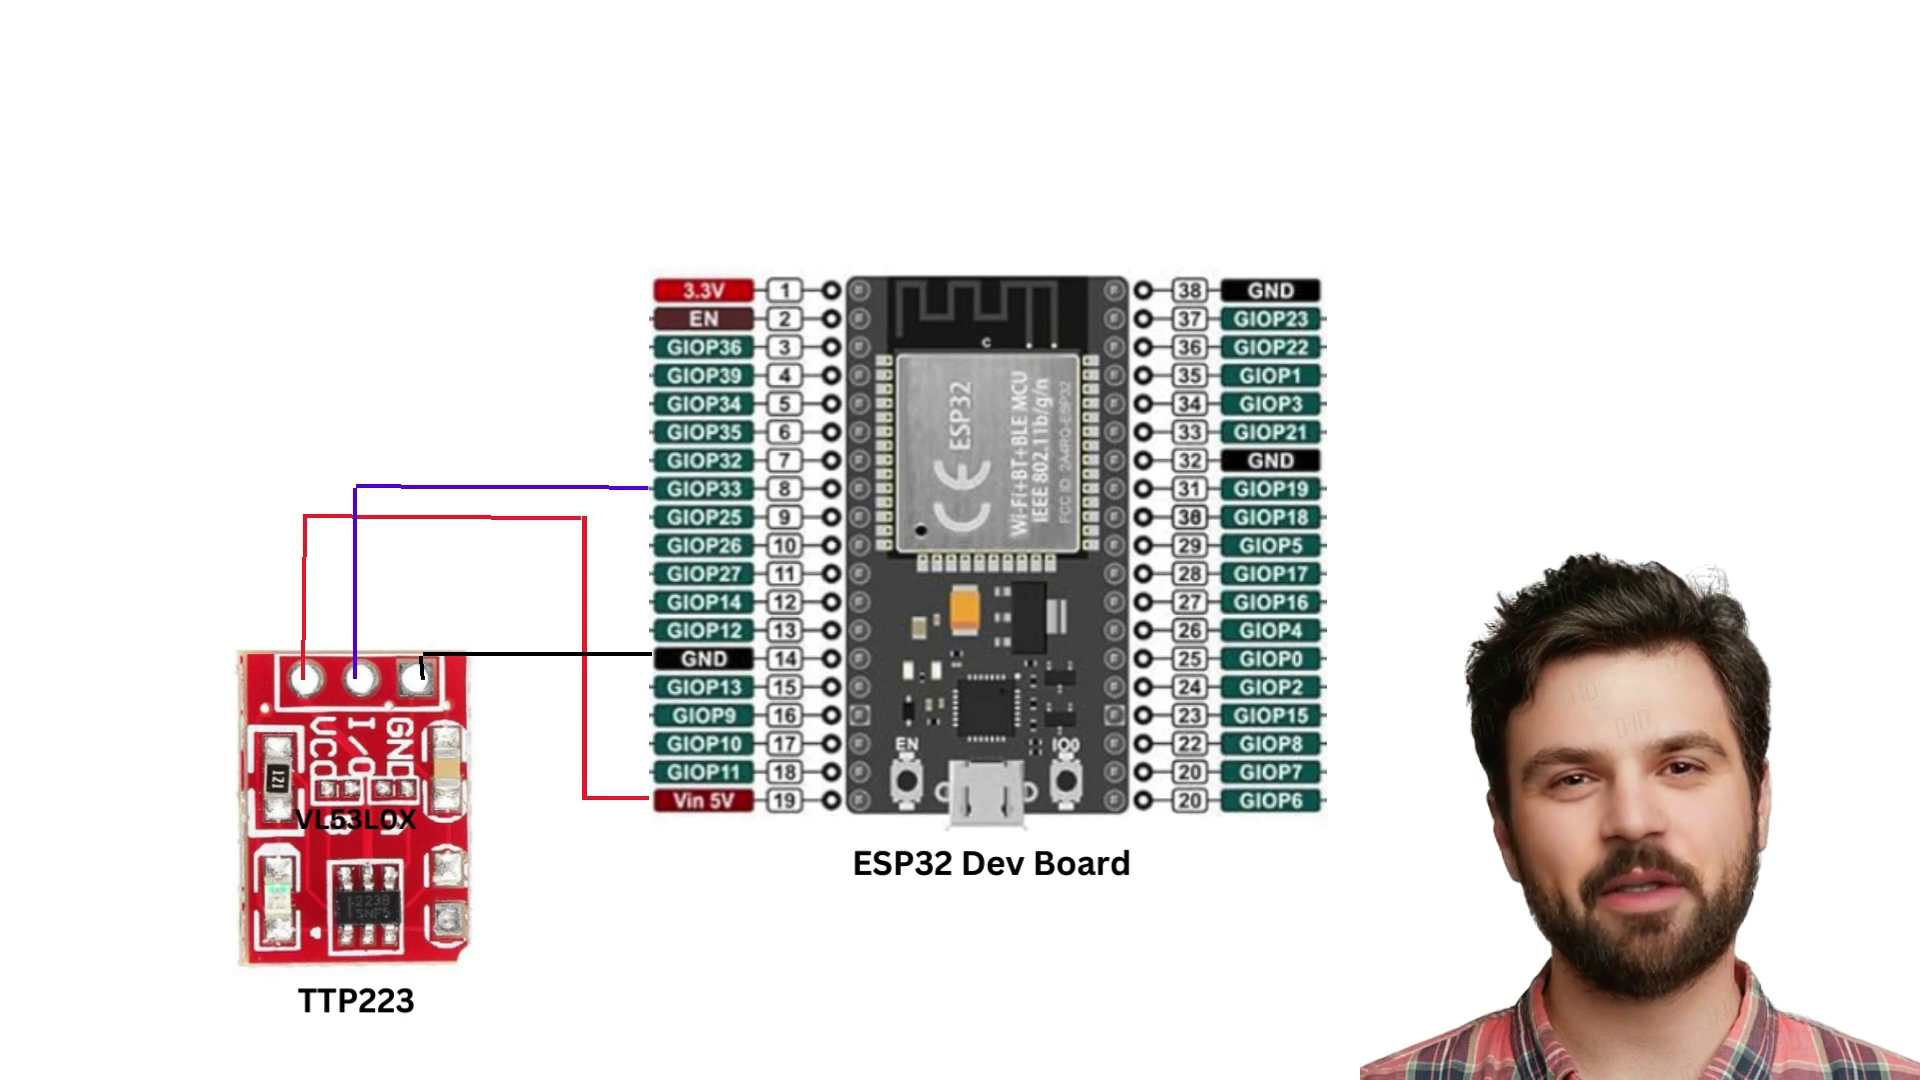 3.3V 1
EN 2
GIOP36 3
GIOP39 4
GIOP34 5
GIOP35 6
GIOP32 7
GIOP33 8
GIOP25 9
GIOP26 10
GIOP27 11
GIOP14 12
GIOP12 13
GND 14
GIOP13 15
GIOP9 16
GIOP10 17
GIOP11 18
Vin 5V 19
C
CE ESP32
Wi-Fi+BT+BLE MCU
IEEE 802.11b/g/n
EN
IO0
38 GND
37 GIOP23
36 GIOP22
35 GIOP1
34 GIOP3
33 GIOP21
32 GND
31 GIOP19
30 GIOP18
29 GIOP5
28 GIOP17
27 GIOP16
26 GIOP4
25 GIOP0
24 GIOP2
23 GIOP15
22 GIOP8
20 GIOP7
20 GIOP6
ESP32 Dev Board
VCC
I/O
GND
121
VL53L0X
223B
TTP223